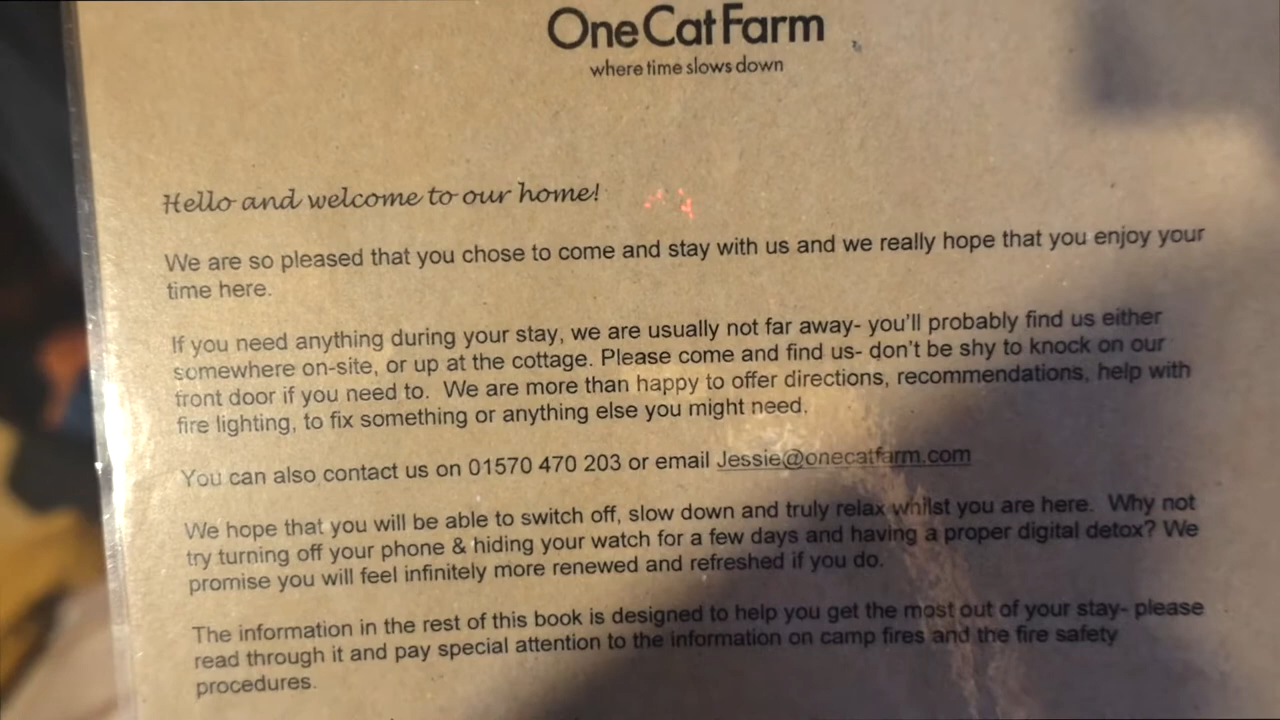 One Cat Farm
where time slows down
Hello and welcome to our home!
We are so pleased that you chose to come and stay with us and we really hope that you enjoy your
time here.
If you need anything during your stay, we are usually not far away- you'll probably find us either
somewhere on-site, or up at the cottage. Please come and find us- don't be shy to knock on our
front door if you need to.  We are more than happy to offer directions, recommendations, help with
fire lighting, to fix something or anything else you might need.
You can also contact us on 01570 470 203 or email Jessie@onecatfarm.com
We hope that you will be able to switch off, slow down and truly relax whilst you are here.  Why not
try turning off your phone & hiding your watch for a few days and having a proper digital detox? We
promise you will feel infinitely more renewed and refreshed if you do.
The information in the rest of this book is designed to help you get the most out of your stay- please
read through it and pay special attention to the information on camp fires and the fire safety
procedures.